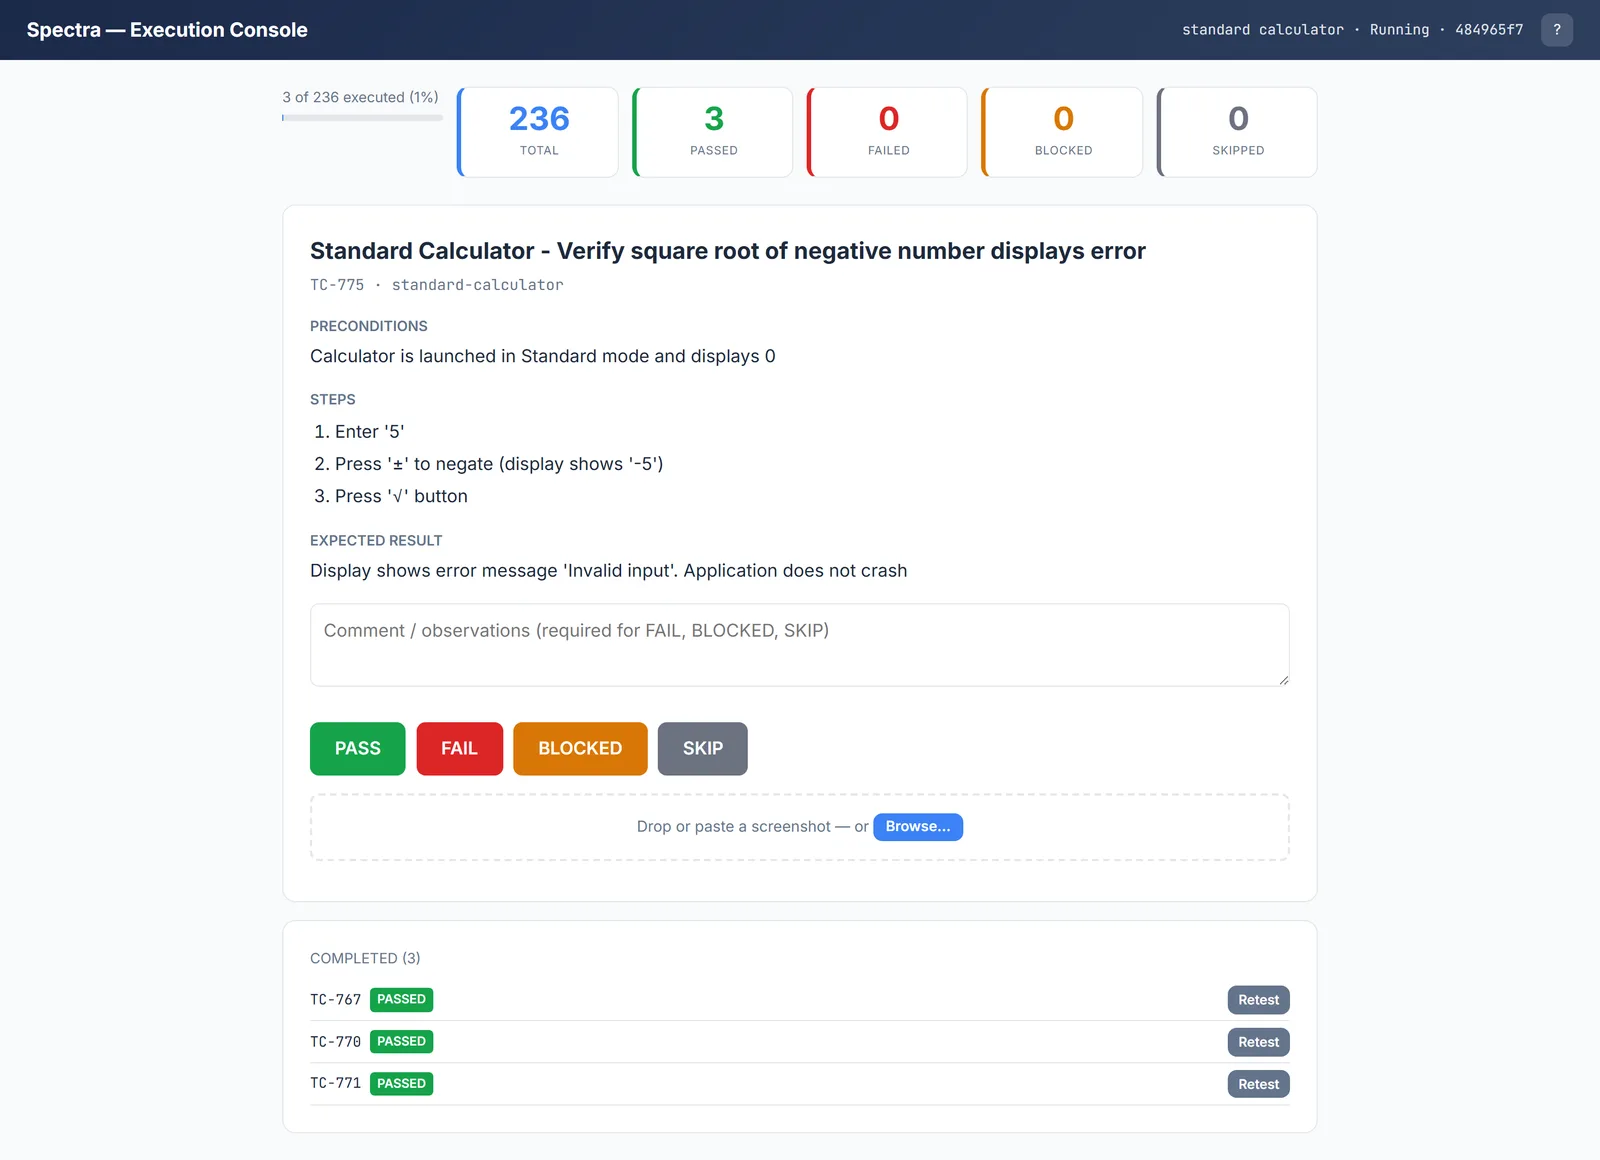 Spectra — Execution Console
standard calculator · Running · 484965f7
?
3 of 236 executed (1%)
236
TOTAL
3
PASSED
0
FAILED
0
BLOCKED
0
SKIPPED
Standard Calculator - Verify square root of negative number displays error
TC-775 · standard-calculator
PRECONDITIONS
Calculator is launched in Standard mode and displays 0
STEPS
1. Enter '5'
2. Press '±' to negate (display shows '-5')
3. Press '√' button
EXPECTED RESULT
Display shows error message 'Invalid input'. Application does not crash
Comment / observations (required for FAIL, BLOCKED, SKIP)
PASS FAIL BLOCKED SKIP
Drop or paste a screenshot — or Browse...
COMPLETED (3)
TC-767 PASSED Retest
TC-770 PASSED Retest
TC-771 PASSED Retest